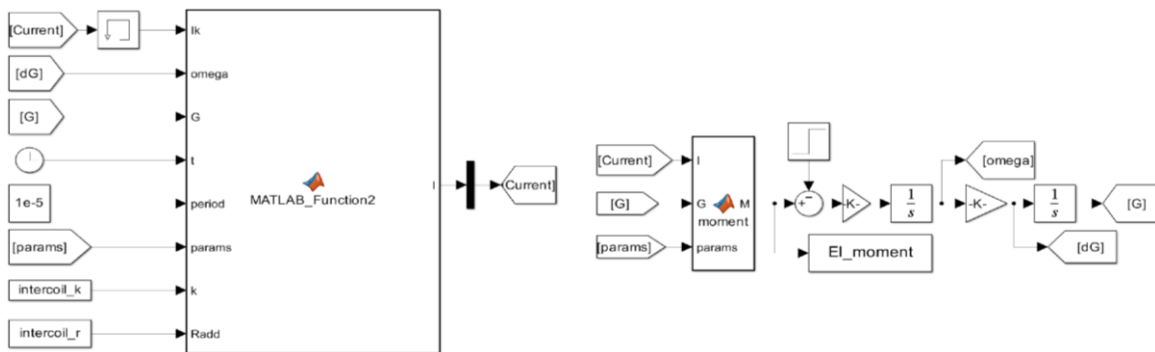 [Current]
Ik
[dG]
omega
[G]
G
t
1e-5
period
[params]
params
intercoil_k
k
intercoil_r
Radd
MATLAB_Function2
I
[Current]
[Current]
I
[G]
G
M
moment
[params]
params
+
−
-K-
1
s
[omega]
-K-
1
s
[G]
[dG]
El_moment